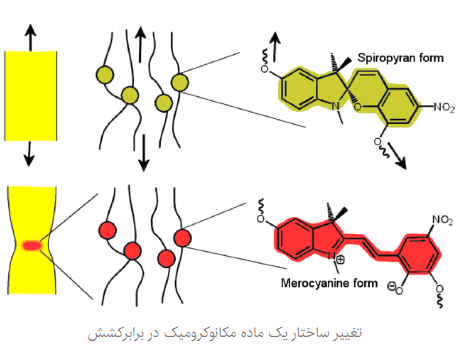 Spiropyran form
O
N
O
NO₂
O
NO₂
O
N
⊕
Merocyanine form
⊖O
O
تغییر ساختار یک ماده مکانوکرومیک در برابرکشش